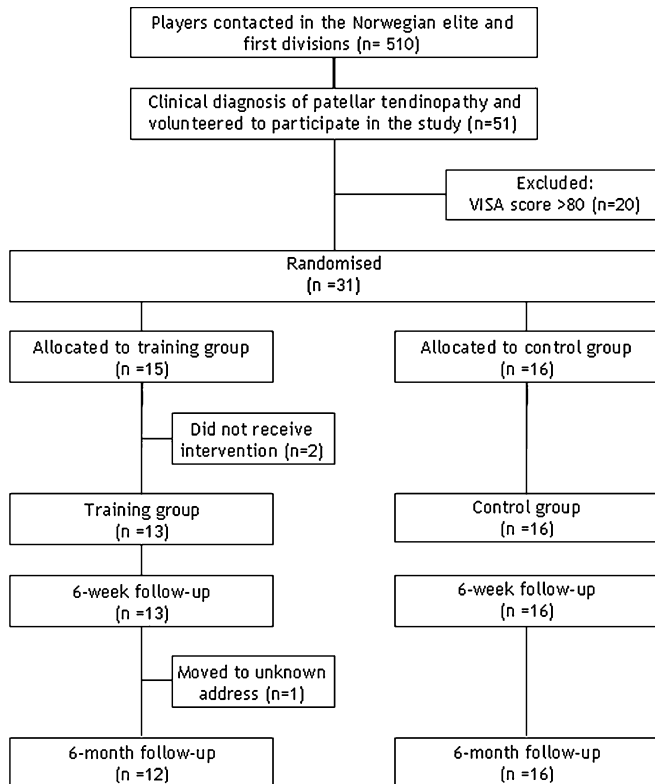 Players contacted in the Norwegian elite and
first divisions (n= 510)
Clinical diagnosis of patellar tendinopathy and
volunteered to participate in the study (n=51)
Excluded:
VISA score >80 (n=20)
Randomised
(n =31)
Allocated to training group
(n =15)
Allocated to control group
(n =16)
Did not receive
intervention (n=2)
Training group
(n =13)
Control group
(n=16)
6-week follow-up
(n =13)
6-week follow-up
(n =16)
Moved to unknown
address (n=1)
6-month follow-up
(n =12)
6-month follow-up
(n =16)